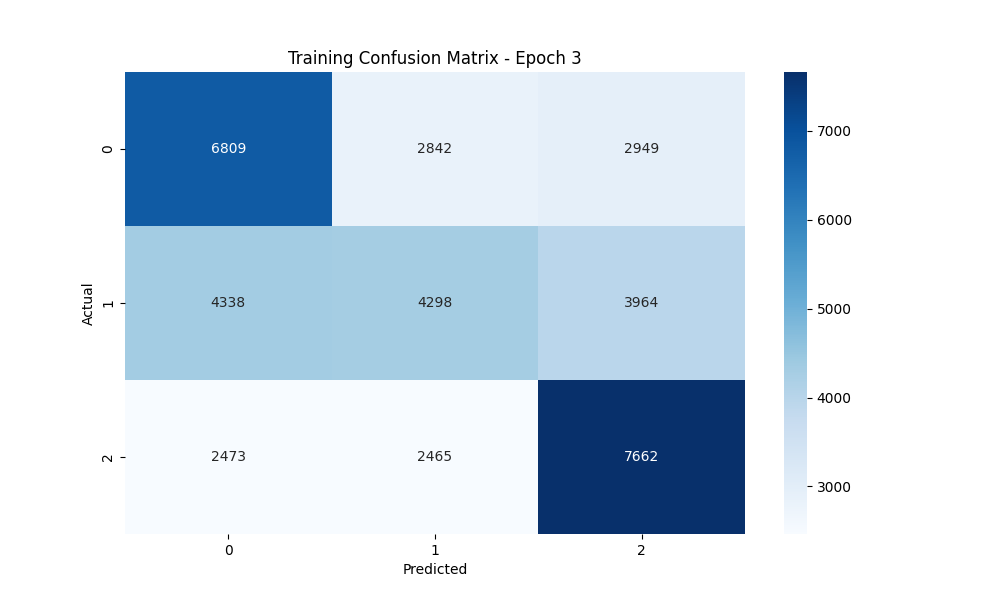 Training Confusion Matrix - Epoch 3
0 6809 2842 2949
1 4338 4298 3964
2 2473 2465 7662
0 1 2
Predicted
Actual
7000
6000
5000
4000
3000